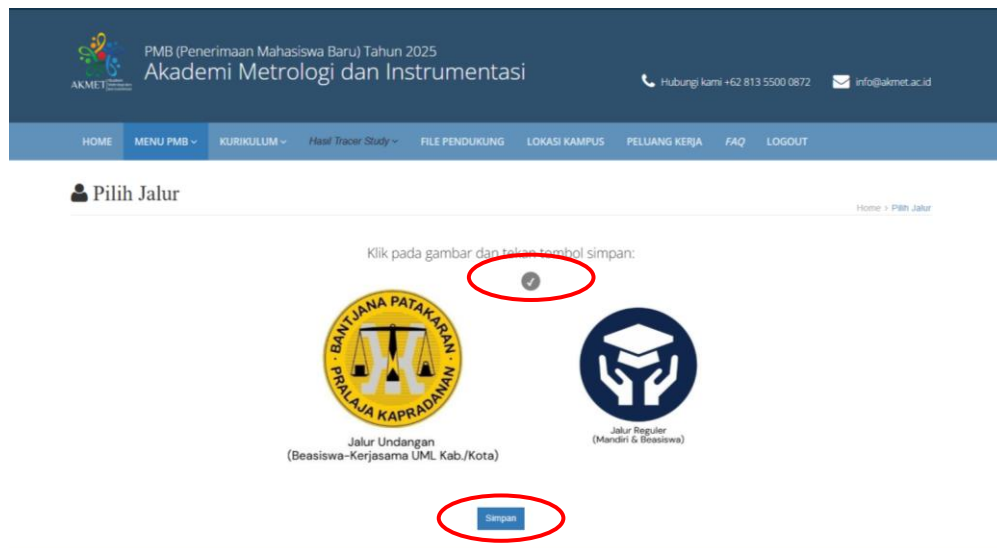 PMB (Penerimaan Mahasiswa Baru) Tahun 2025
Akademi Metrologi dan Instrumentasi
AKMET
Hubungi kami +62 813 5500 0872
info@akmet.ac.id
HOME MENU PMB KURIKULUM Hasil Tracer Study FILE PENDUKUNG LOKASI KAMPUS PELUANG KERJA FAQ LOGOUT
Pilih Jalur
Home > Pilih Jalur
Klik pada gambar dan tekan tombol simpan:
BANTJANA PATAKARAN
PRALAJA KAPRADANAN
Jalur Undangan
(Beasiswa-Kerjasama UML Kab./Kota)
Jalur Reguler
(Mandiri & Beasiswa)
Simpan